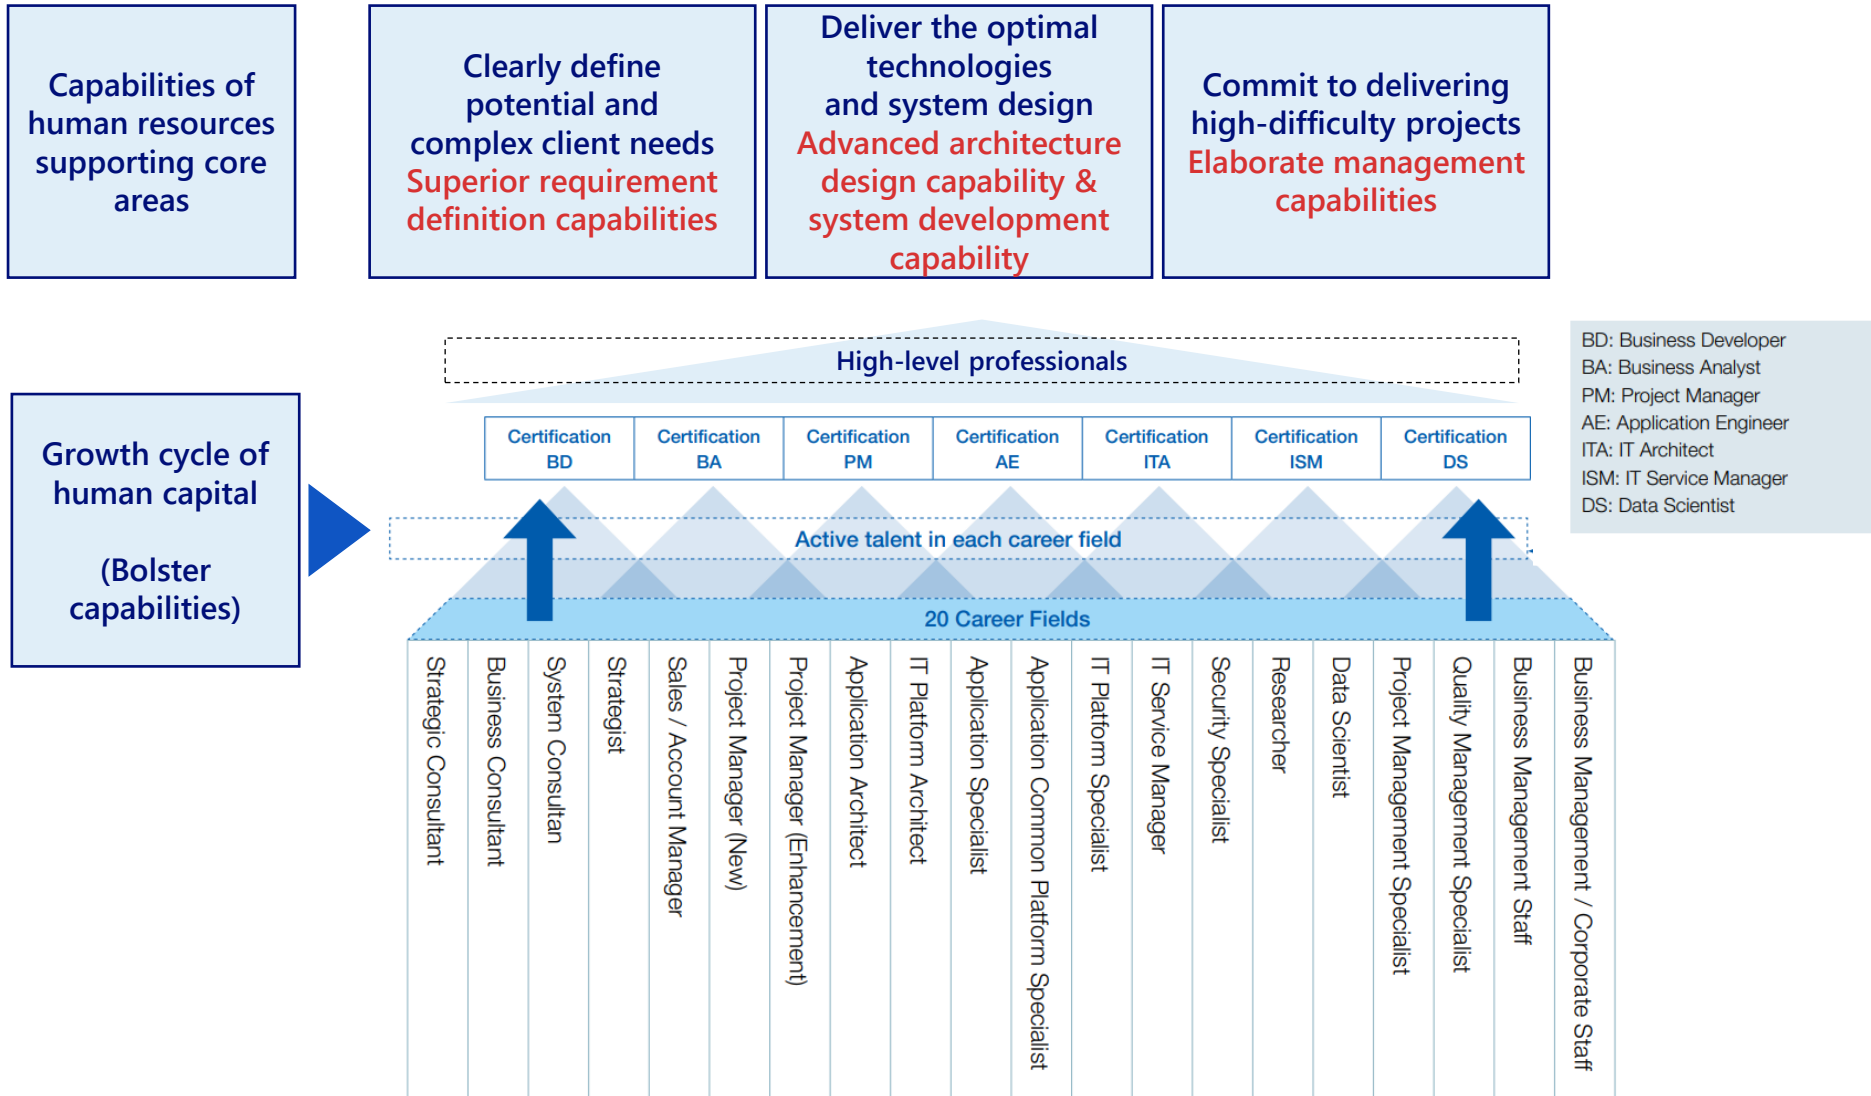 Capabilities of
human resources
supporting core
areas
Clearly define
potential and
complex client needs
Superior requirement
definition capabilities
Deliver the optimal
technologies
and system design
Advanced architecture
design capability &
system development
capability
Commit to delivering
high-difficulty projects
Elaborate management
capabilities
High-level professionals
BD: Business Developer
BA: Business Analyst
PM: Project Manager
AE: Application Engineer
ITA: IT Architect
ISM: IT Service Manager
DS: Data Scientist
Growth cycle of
human capital
(Bolster
capabilities)
Certification
BD
Certification
BA
Certification
PM
Certification
AE
Certification
ITA
Certification
ISM
Certification
DS
Active talent in each career field
20 Career Fields
Strategic Consultant
Business Consultant
System Consultan
Strategist
Sales / Account Manager
Project Manager (New)
Project Manager (Enhancement)
Application Architect
IT Platform Architect
Application Specialist
Application Common Platform Specialist
IT Platform Specialist
IT Service Manager
Security Specialist
Researcher
Data Scientist
Project Management Specialist
Quality Management Specialist
Business Management Staff
Business Management / Corporate Staff